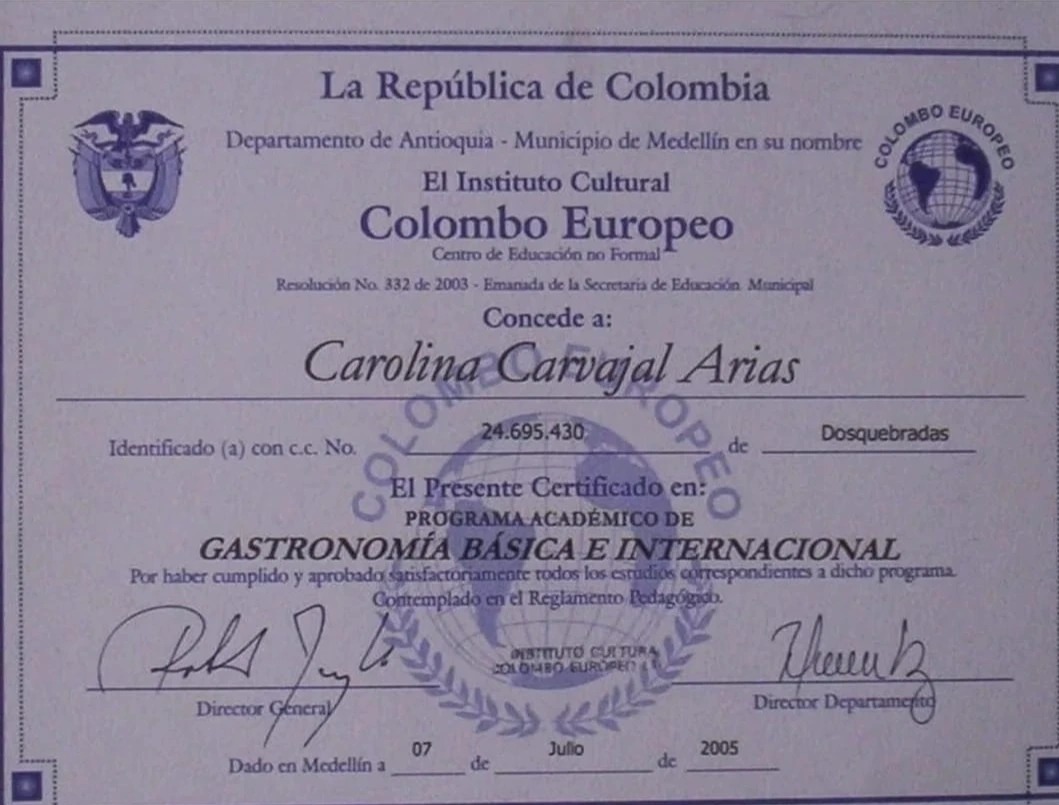 La República de Colombia
Departamento de Antioquia - Municipio de Medellín en su nombre
COLOMBO EUROPEO
El Instituto Cultural
Colombo Europeo
Centro de Educación no Formal
Resolución No. 332 de 2003 - Emanada de la Secretaria de Educación Municipal
Concede a:
Carolina Carvajal Arias
COLOMBO EUROPEO
Identificado (a) con c.c. No. 24.695.430 de Dosquebradas
El Presente Certificado en:
PROGRAMA ACADÉMICO DE
GASTRONOMÍA BÁSICA E INTERNACIONAL
Por haber cumplido y aprobado satisfactoriamente todos los estudios correspondientes a dicho programa
Contemplado en el Reglamento Pedagógico.
INSTITUTO CULTURA
COLOMBO EUROPEO
Director General
Director Departamento
Dado en Medellín a 07 de Julio de 2005